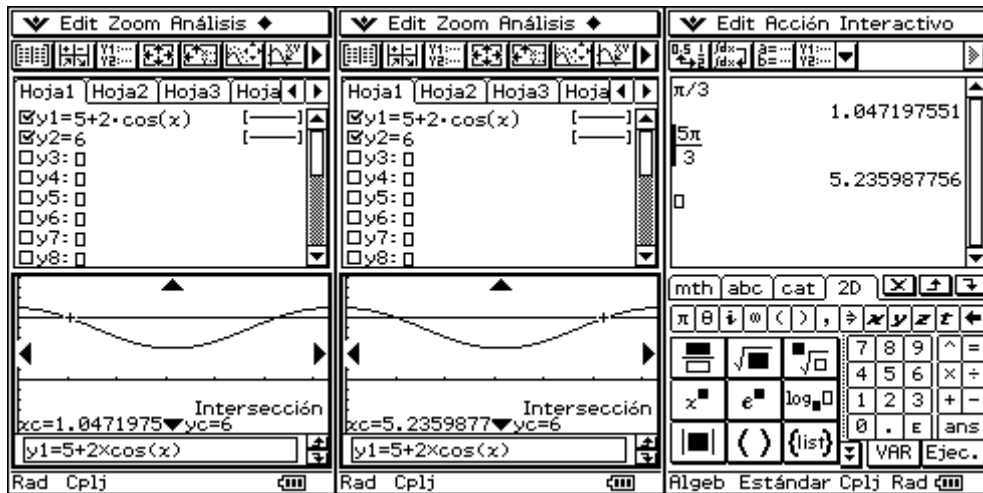 Edit Zoom Análisis ◆
Hoja1 Hoja2 Hoja3 Hoja
y1=5+2·cos(x) [——]
y2=6 [——]
y3:
y4:
y5:
y6:
y7:
y8:
Intersección
xc=1.0471975 yc=6
y1=5+2×cos(x)
Rad Cplj
Edit Zoom Análisis ◆
Hoja1 Hoja2 Hoja3 Hoja
y1=5+2·cos(x) [——]
y2=6 [——]
y3:
y4:
y5:
y6:
y7:
y8:
Intersección
xc=5.2359877 yc=6
y1=5+2×cos(x)
Rad Cplj
Edit Acción Interactivo
π/3
1.047197551
5π
3
5.235987756
mth abc cat 2D
π θ i ∞ ( ) , ⇒ x y z t ←
7 8 9 ^ =
4 5 6 × ÷
1 2 3 + −
0 . E ans
x■ e■ log■□
|■| ( ) {list}
VAR Ejec.
Algeb Estándar Cplj Rad